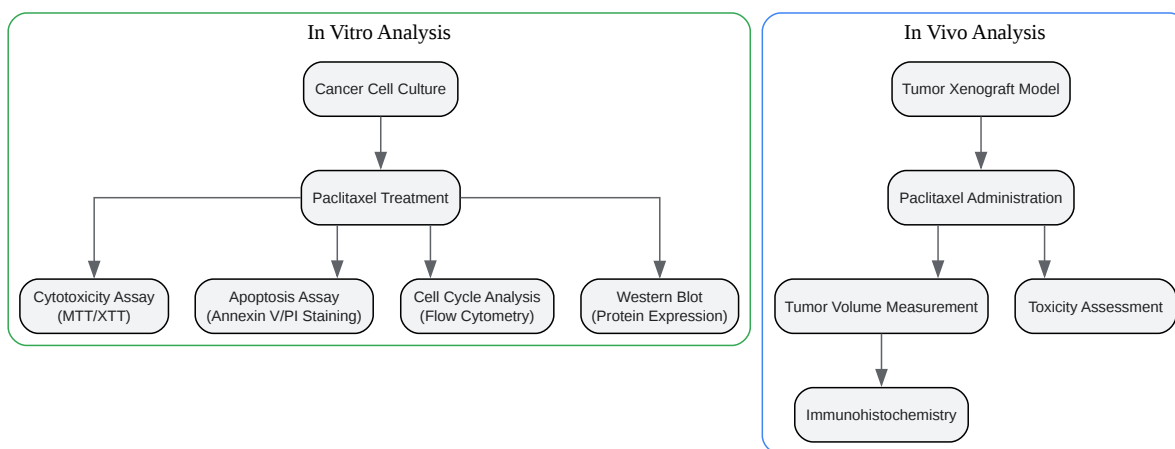 In Vitro Analysis
Cancer Cell Culture
Paclitaxel Treatment
Cytotoxicity Assay
(MTT/XTT)
Apoptosis Assay
(Annexin V/PI Staining)
Cell Cycle Analysis
(Flow Cytometry)
Western Blot
(Protein Expression)
In Vivo Analysis
Tumor Xenograft Model
Paclitaxel Administration
Tumor Volume Measurement
Toxicity Assessment
Immunohistochemistry